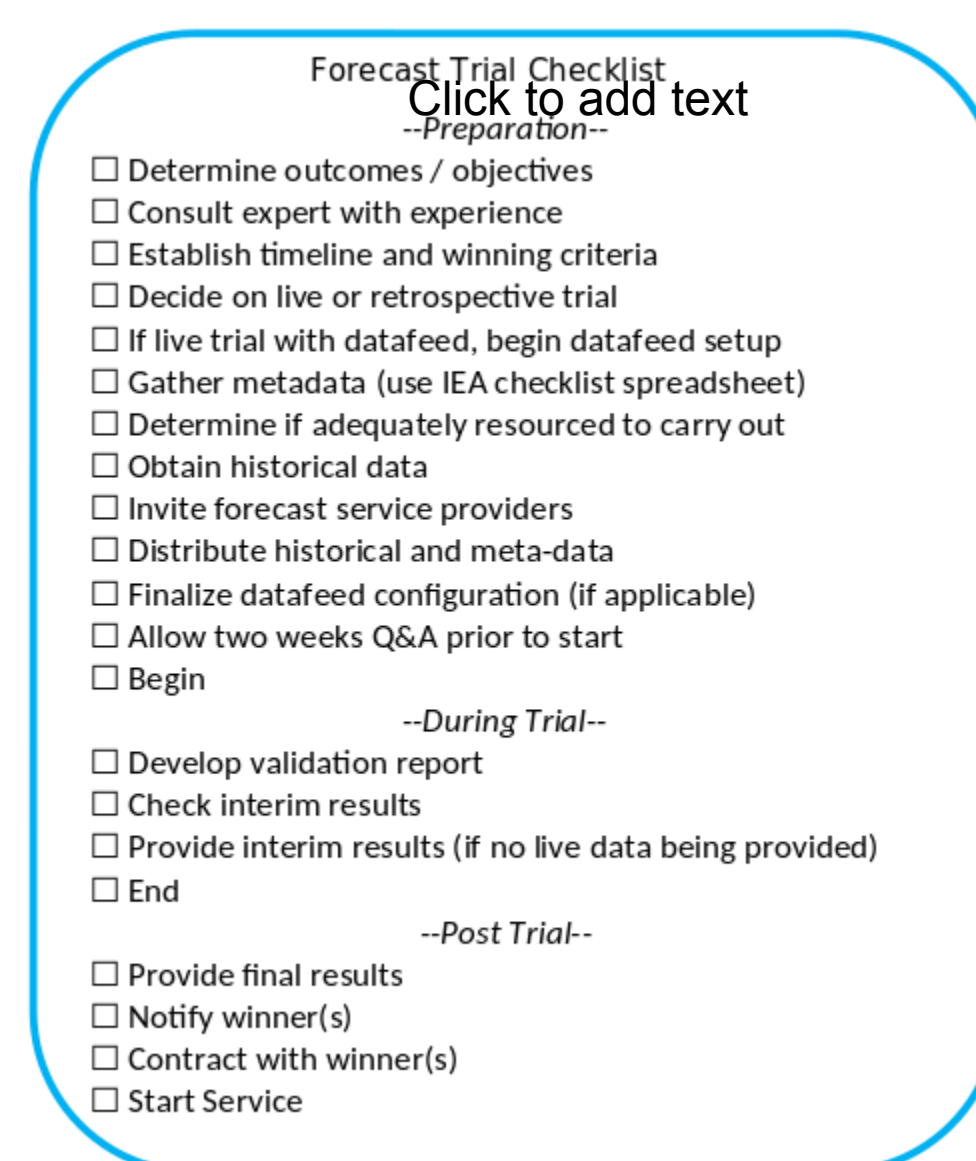 Forecast Trial Checklist
Click to add text
--Preparation--
☐ Determine outcomes / objectives
☐ Consult expert with experience
☐ Establish timeline and winning criteria
☐ Decide on live or retrospective trial
☐ If live trial with datafeed, begin datafeed setup
☐ Gather metadata (use IEA checklist spreadsheet)
☐ Determine if adequately resourced to carry out
☐ Obtain historical data
☐ Invite forecast service providers
☐ Distribute historical and meta-data
☐ Finalize datafeed configuration (if applicable)
☐ Allow two weeks Q&A prior to start
☐ Begin
--During Trial--
☐ Develop validation report
☐ Check interim results
☐ Provide interim results (if no live data being provided)
☐ End
--Post Trial--
☐ Provide final results
☐ Notify winner(s)
☐ Contract with winner(s)
☐ Start Service